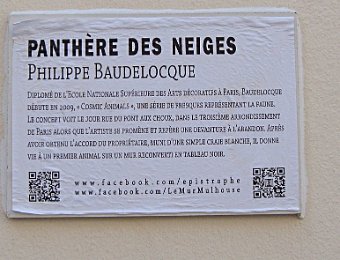 PANTHÈRE DES NEIGES
PHILIPPE BAUDELOCQUE
DIPLOMÉ DE L'ECOLE NATIONALE SUPÉRIEURE DES ARTS DÉCORATIFS À PARIS, BAUDELOCQUE
DÉBUTE EN 2009, « COSMIC ANIMALS », UNE SÉRIE DE FRESQUES REPRÉSENTANT LA FAUNE.
LE CONCEPT VOIT LE JOUR RUE DU PONT AUX CHOUX, DANS LE TROISIÈME ARRONDISSEMENT
DE PARIS ALORS QUE L'ARTISTE SE PROMÈNE ET REPÈRE UNE DEVANTURE À L'ABANDON. APRÈS
AVOIR OBTENU L'ACCORD DU PROPRIÉTAIRE, MUNI D'UNE SIMPLE CRAIE BLANCHE, IL DONNE
VIE À UN PREMIER ANIMAL SUR UN MUR RECONVERTI EN TABLEAU NOIR.
www.facebook.com/epistrophe
www.facebook.com/LeMurMulhouse